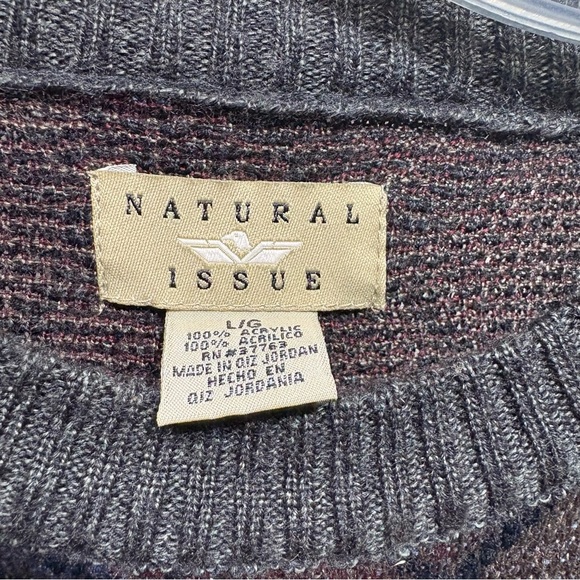 NATURAL
ISSUE
L/G
100% ACRYLIC
100% ACRILICO
RN #37763
MADE IN QIZ JORDAN
HECHO EN
QIZ JORDANIA